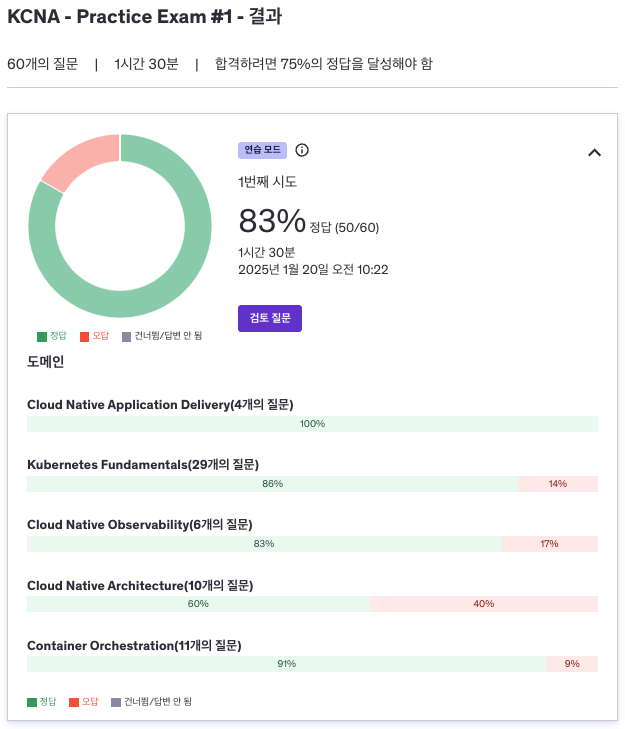 KCNA - Practice Exam #1 - 결과
60개의 질문 | 1시간 30분 | 합격하려면 75%의 정답을 달성해야 함
연습 모드
1번째 시도
83% 정답 (50/60)
1시간 30분
2025년 1월 20일 오전 10:22
검토 질문
정답 오답 건너뜀/답변 안 됨
도메인
Cloud Native Application Delivery(4개의 질문)
100%
Kubernetes Fundamentals(29개의 질문)
86% 14%
Cloud Native Observability(6개의 질문)
83% 17%
Cloud Native Architecture(10개의 질문)
60% 40%
Container Orchestration(11개의 질문)
91% 9%
정답 오답 건너뜀/답변 안 됨